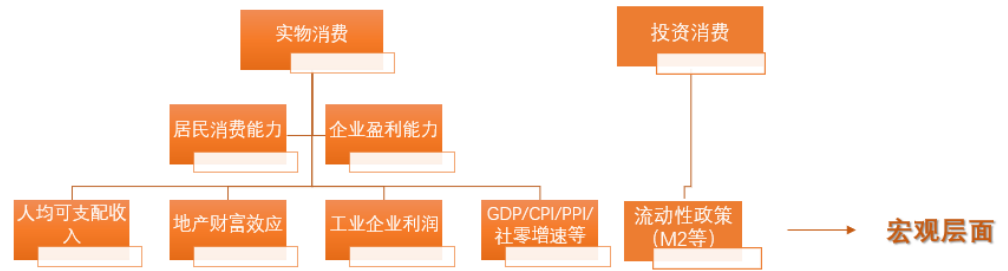 实物消费
投资消费
居民消费能力
企业盈利能力
人均可支配收
入
地产财富效应
工业企业利润
GDP/CPI/PPI/
社零增速等
流动性政策
（M2等）
宏观层面